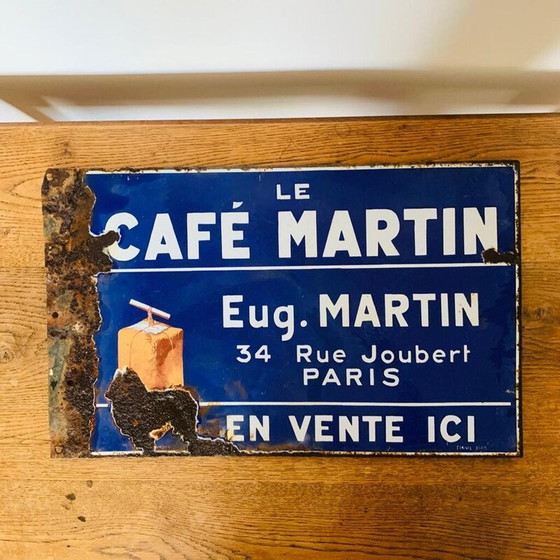 LE
CAFÉ MARTIN
Eug. MARTIN
34 Rue Joubert
PARIS
EN VENTE ICI